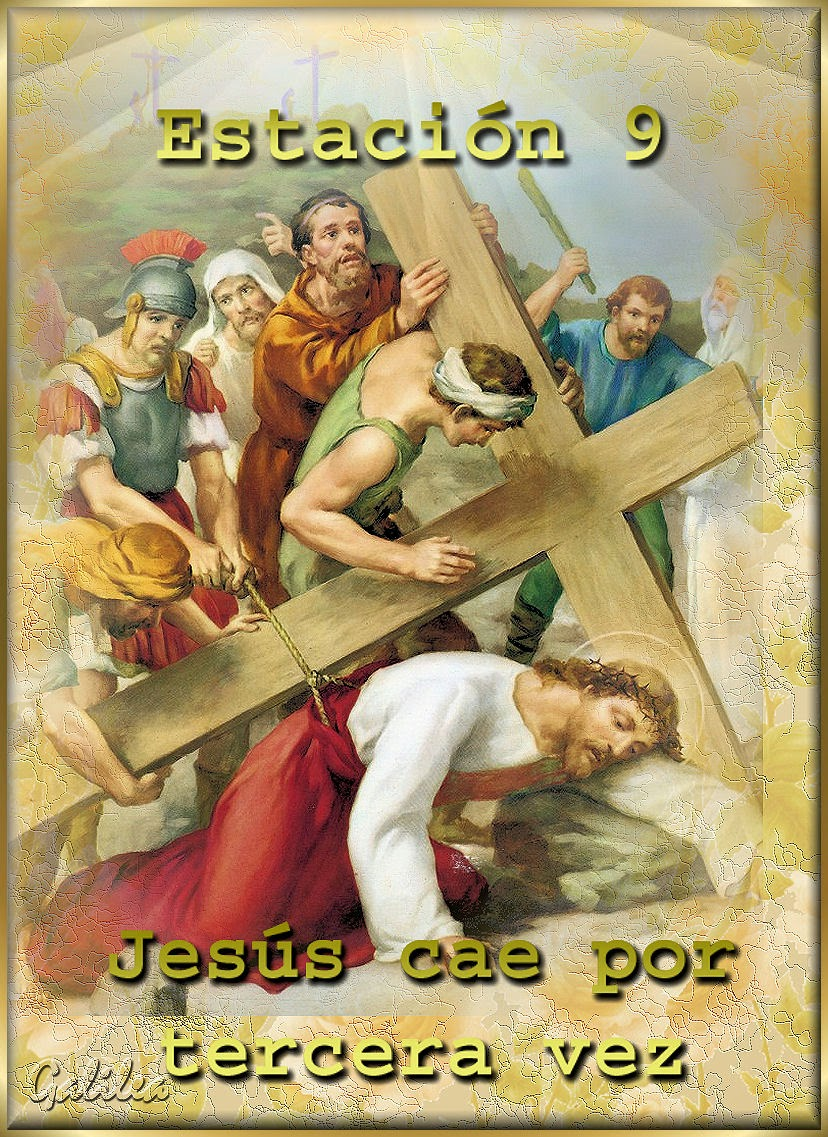 Estación 9
Jesús cae por
tercera vez
Galilea